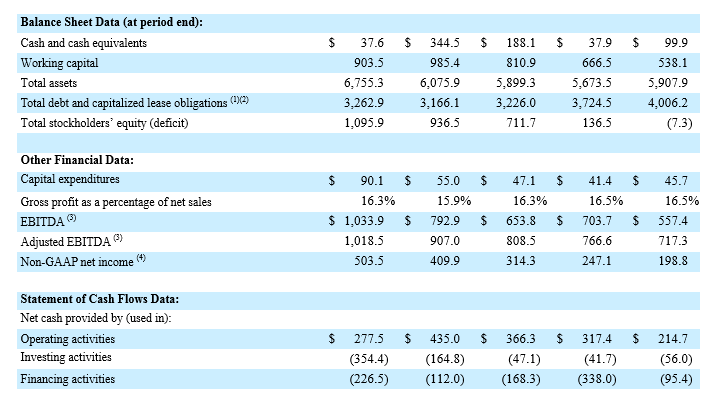 Balance Sheet Data (at period end):
Cash and cash equivalents $ 37.6 $ 344.5 $ 188.1 $ 37.9 $ 99.9
Working capital 903.5 985.4 810.9 666.5 538.1
Total assets 6,755.3 6,075.9 5,899.3 5,673.5 5,907.9
Total debt and capitalized lease obligations (1)(2) 3,262.9 3,166.1 3,226.0 3,724.5 4,006.2
Total stockholders’ equity (deficit) 1,095.9 936.5 711.7 136.5 (7.3)
Other Financial Data:
Capital expenditures $ 90.1 $ 55.0 $ 47.1 $ 41.4 $ 45.7
Gross profit as a percentage of net sales 16.3% 15.9% 16.3% 16.5% 16.5%
EBITDA (3) $ 1,033.9 $ 792.9 $ 653.8 $ 703.7 $ 557.4
Adjusted EBITDA (3) 1,018.5 907.0 808.5 766.6 717.3
Non-GAAP net income (4) 503.5 409.9 314.3 247.1 198.8
Statement of Cash Flows Data:
Net cash provided by (used in):
Operating activities $ 277.5 $ 435.0 $ 366.3 $ 317.4 $ 214.7
Investing activities (354.4) (164.8) (47.1) (41.7) (56.0)
Financing activities (226.5) (112.0) (168.3) (338.0) (95.4)